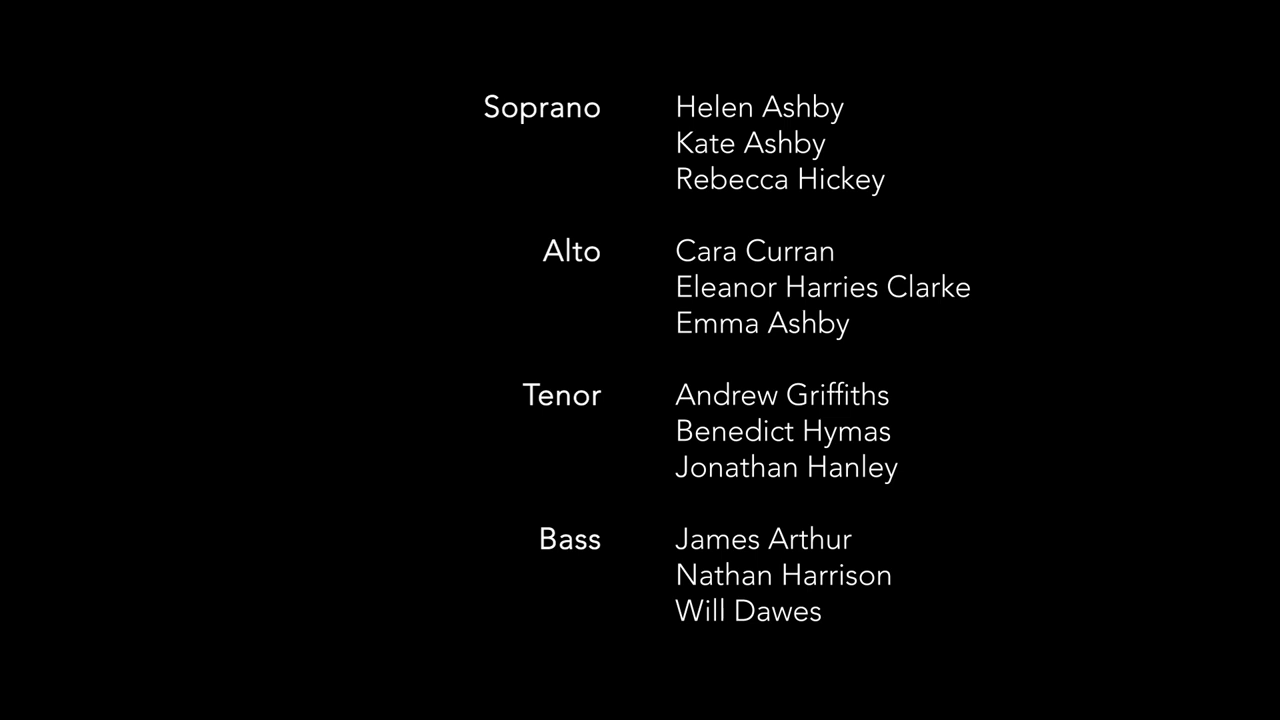 Soprano Helen Ashby
Kate Ashby
Rebecca Hickey
Alto Cara Curran
Eleanor Harries Clarke
Emma Ashby
Tenor Andrew Griffiths
Benedict Hymas
Jonathan Hanley
Bass James Arthur
Nathan Harrison
Will Dawes